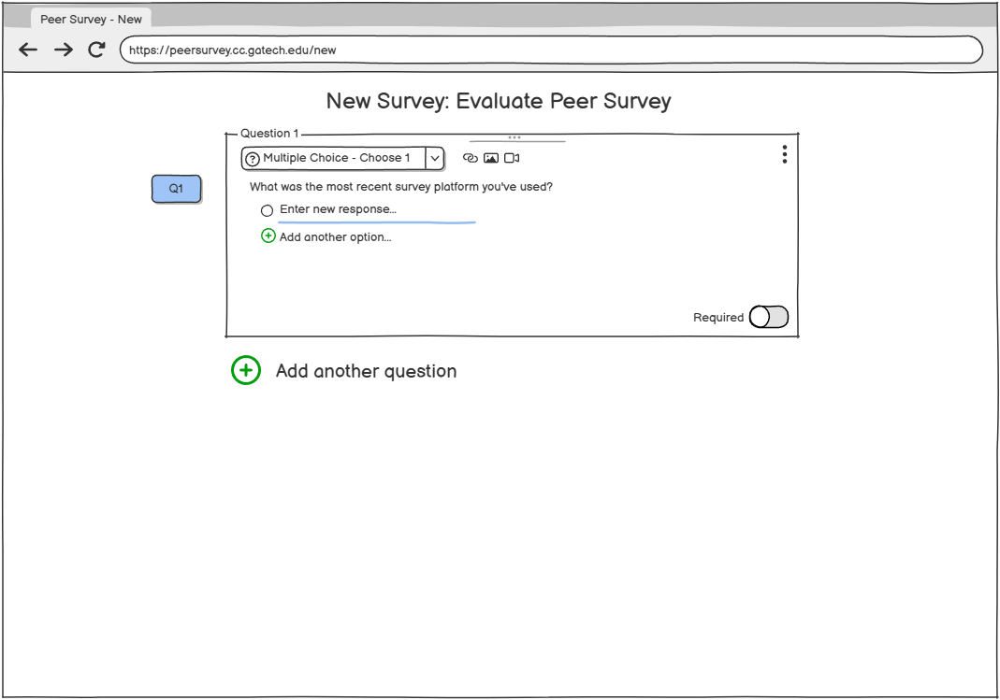 Peer Survey - New
https://peersurvey.cc.gatech.edu/new
New Survey: Evaluate Peer Survey
Question 1
Multiple Choice - Choose 1
Q1
What was the most recent survey platform you've used?
Enter new response...
Add another option...
Required
Add another question